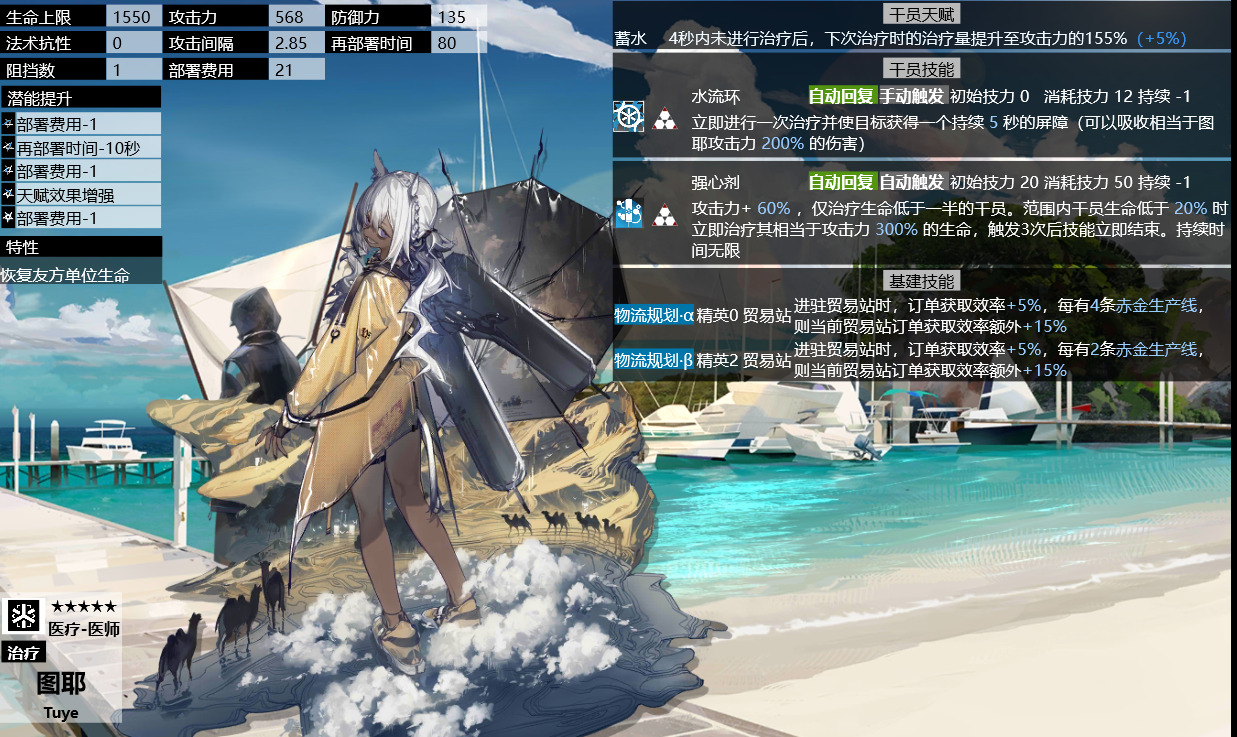 生命上限 1550 攻击力 568 防御力 135
法术抗性 0 攻击间隔 2.85 再部署时间 80
阻挡数 1 部署费用 21
潜能提升
部署费用-1
再部署时间-10秒
部署费用-1
天赋效果增强
部署费用-1
特性
恢复友方单位生命
干员天赋
蓄水 4秒内未进行治疗后，下次治疗时的治疗量提升至攻击力的155%（+5%）
干员技能
水流环 自动回复 手动触发 初始技力 0 消耗技力 12 持续 -1
立即进行一次治疗并使目标获得一个持续 5 秒的屏障（可以吸收相当于图
耶攻击力 200% 的伤害）
强心剂 自动回复 自动触发 初始技力 20 消耗技力 50 持续 -1
攻击力+ 60% ，仅治疗生命低于一半的干员。范围内干员生命低于 20% 时
立即治疗其相当于攻击力 300% 的生命，触发3次后技能立即结束。持续时
间无限
基建技能
物流规划·α 精英0 贸易站 进驻贸易站时，订单获取效率+5%，每有4条赤金生产线，
则当前贸易站订单获取效率额外+15%
物流规划·β 精英2 贸易站 进驻贸易站时，订单获取效率+5%，每有2条赤金生产线，
则当前贸易站订单获取效率额外+15%
★★★★★
医疗-医师
治疗
图耶
Tuye